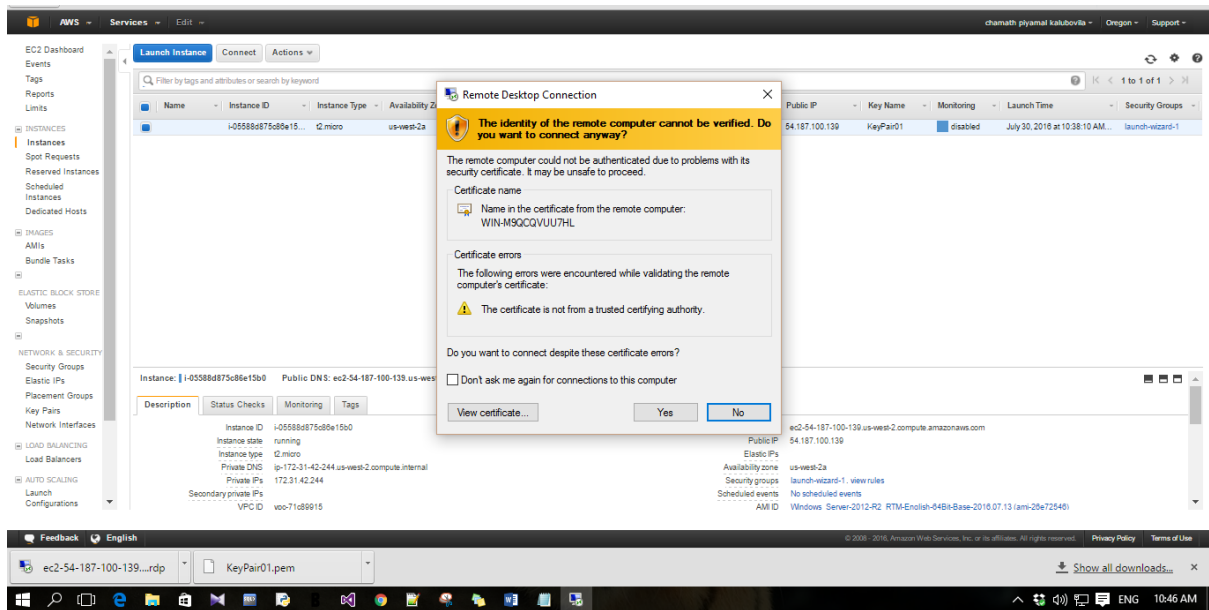 AWS Services Edit chamath piyamal kalubovila Oregon Support
EC2 Dashboard
Events
Tags
Reports
Limits
INSTANCES
Instances
Spot Requests
Reserved Instances
Scheduled
Instances
Dedicated Hosts
IMAGES
AMIs
Bundle Tasks
ELASTIC BLOCK STORE
Volumes
Snapshots
NETWORK & SECURITY
Security Groups
Elastic IPs
Placement Groups
Key Pairs
Network Interfaces
LOAD BALANCING
Load Balancers
AUTO SCALING
Launch
Configurations
Launch Instance Connect Actions
Filter by tags and attributes or search by keyword 1 to 1 of 1
Name Instance ID Instance Type Availability Z Public IP Key Name Monitoring Launch Time Security Groups
i-05588d875c86e15... t2.micro us-west-2a 54.187.100.139 KeyPair01 disabled July 30, 2016 at 10:38:10 AM... launch-wizard-1
Remote Desktop Connection
The identity of the remote computer cannot be verified. Do
you want to connect anyway?
The remote computer could not be authenticated due to problems with its
security certificate. It may be unsafe to proceed.
Certificate name
Name in the certificate from the remote computer:
WIN-M9QCQVUU7HL
Certificate errors
The following errors were encountered while validating the remote
computer's certificate:
The certificate is not from a trusted certifying authority.
Do you want to connect despite these certificate errors?
Don't ask me again for connections to this computer
View certificate... Yes No
Instance: i-05588d875c86e15b0 Public DNS: ec2-54-187-100-139.us-wes
Description Status Checks Monitoring Tags
Instance ID i-05588d875c86e15b0
Instance state running
Instance type t2.micro
Private DNS ip-172-31-42-244.us-west-2.compute.internal
Private IPs 172.31.42.244
Secondary private IPs
VPC ID vpc-71c89915
ec2-54-187-100-139.us-west-2.compute.amazonaws.com
Public IP 54.187.100.139
Elastic IPs
Availability zone us-west-2a
Security groups launch-wizard-1. view rules
Scheduled events No scheduled events
AMI ID Windows_Server-2012-R2_RTM-English-64Bit-Base-2016.07.13 (ami-26e72546)
Feedback English © 2008 - 2016, Amazon Web Services, Inc. or its affiliates. All rights reserved. Privacy Policy Terms of Use
ec2-54-187-100-139....rdp KeyPair01.pem Show all downloads...
ENG 10:46 AM